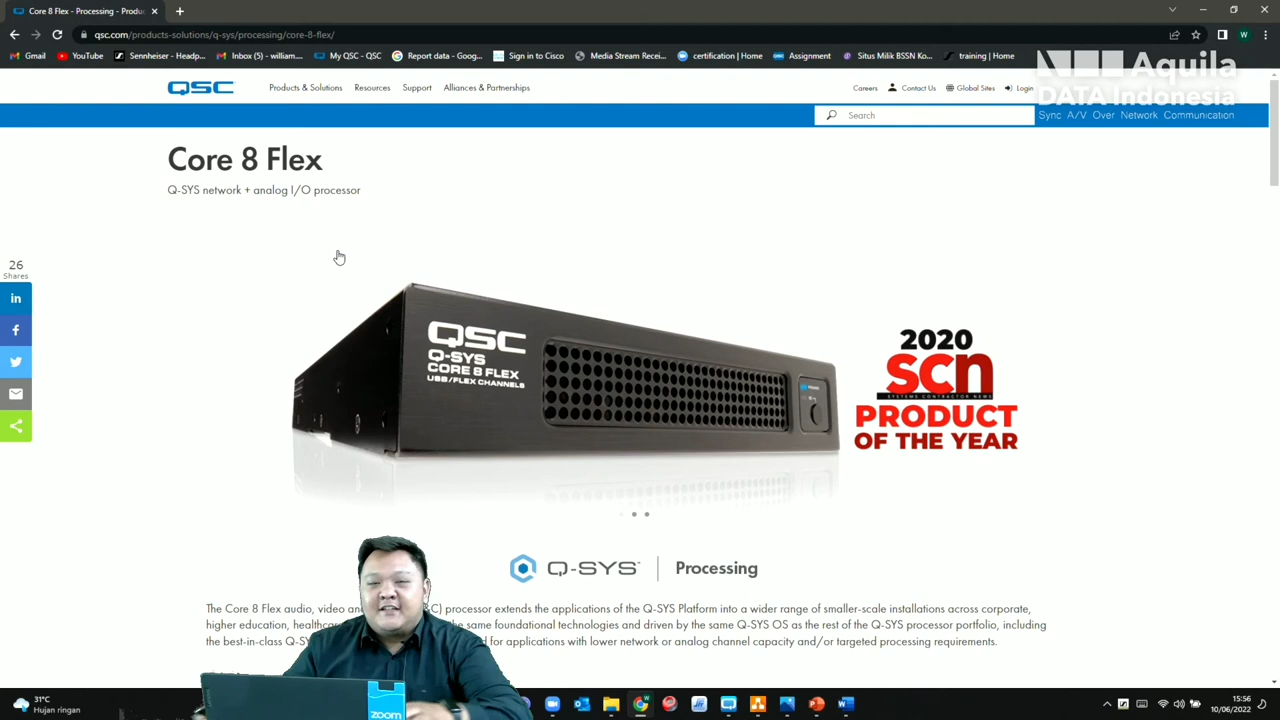 Core 8 Flex - Processing - Produ
qsc.com/products-solutions/q-sys/processing/core-8-flex/
Gmail
YouTube
Sennheiser - Headp...
Inbox (5) - william....
My QSC - QSC
Report data - Goog...
Sign in to Cisco
Media Stream Recei...
certification | Home
Assignment
Situs Milik BSSN Ko...
training | Home
W
Aquila
DATA Indonesia
Sync A/V Over Network Communication
QSC
Products & Solutions
Resources
Support
Alliances & Partnerships
Careers
Contact Us
Global Sites
Login
Search
Core 8 Flex
Q-SYS network + analog I/O processor
26
Shares
in
f
QSC
Q-SYS
CORE 8 FLEX
USB/FLEX CHANNELS
2020
scn
SYSTEMS CONTRACTOR NEWS
PRODUCT
OF THE YEAR
Q-SYS
Processing
The Core 8 Flex audio, video an C) processor extends the applications of the Q-SYS Platform into a wider range of smaller-scale installations across corporate,
higher education, healthcar the same foundational technologies and driven by the same Q-SYS OS as the rest of the Q-SYS processor portfolio, including
the best-in-class Q-S d for applications with lower network or analog channel capacity and/or targeted processing requirements.
zoom
31°C
Hujan ringan
15:56
10/06/2022